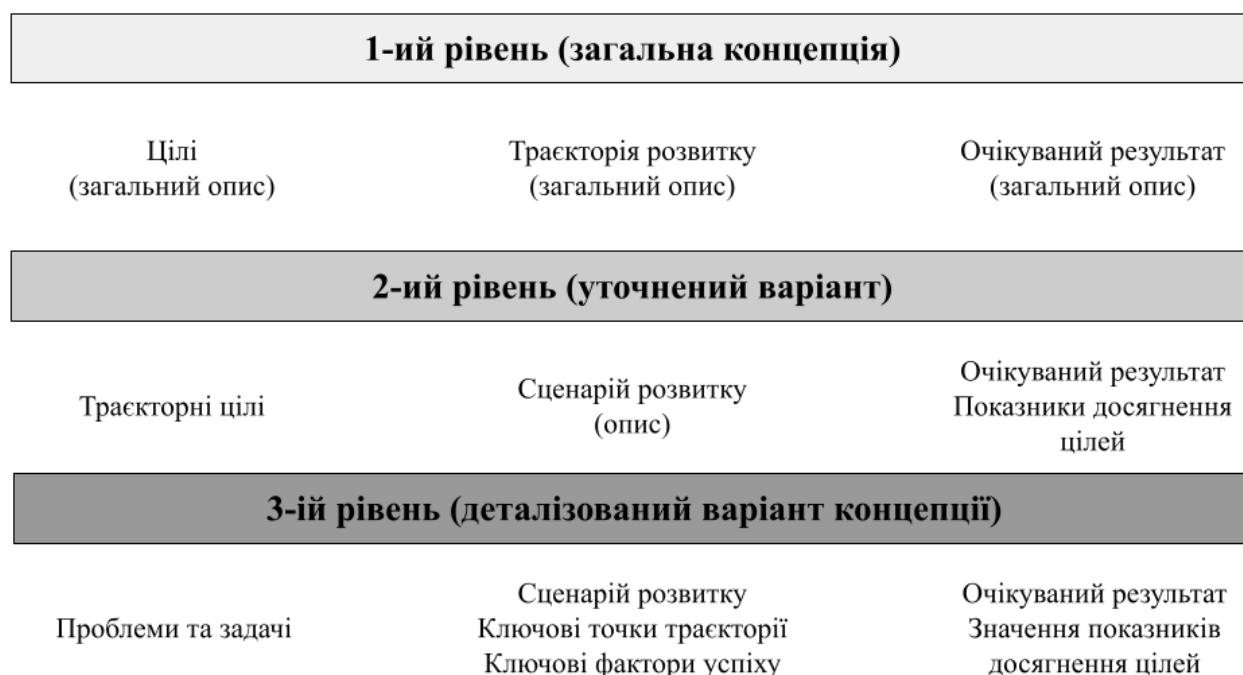 1-ий рівень (загальна концепція)
Цілі
(загальний опис)
Траєкторія розвитку
(загальний опис)
Очікуваний результат
(загальний опис)
2-ий рівень (уточнений варіант)
Траєкторні цілі
Сценарій розвитку
(опис)
Очікуваний результат
Показники досягнення
цілей
3-ій рівень (деталізований варіант концепції)
Проблеми та задачі
Сценарій розвитку
Ключові точки траєкторії
Ключові фактори успіху
Очікуваний результат
Значення показників
досягнення цілей